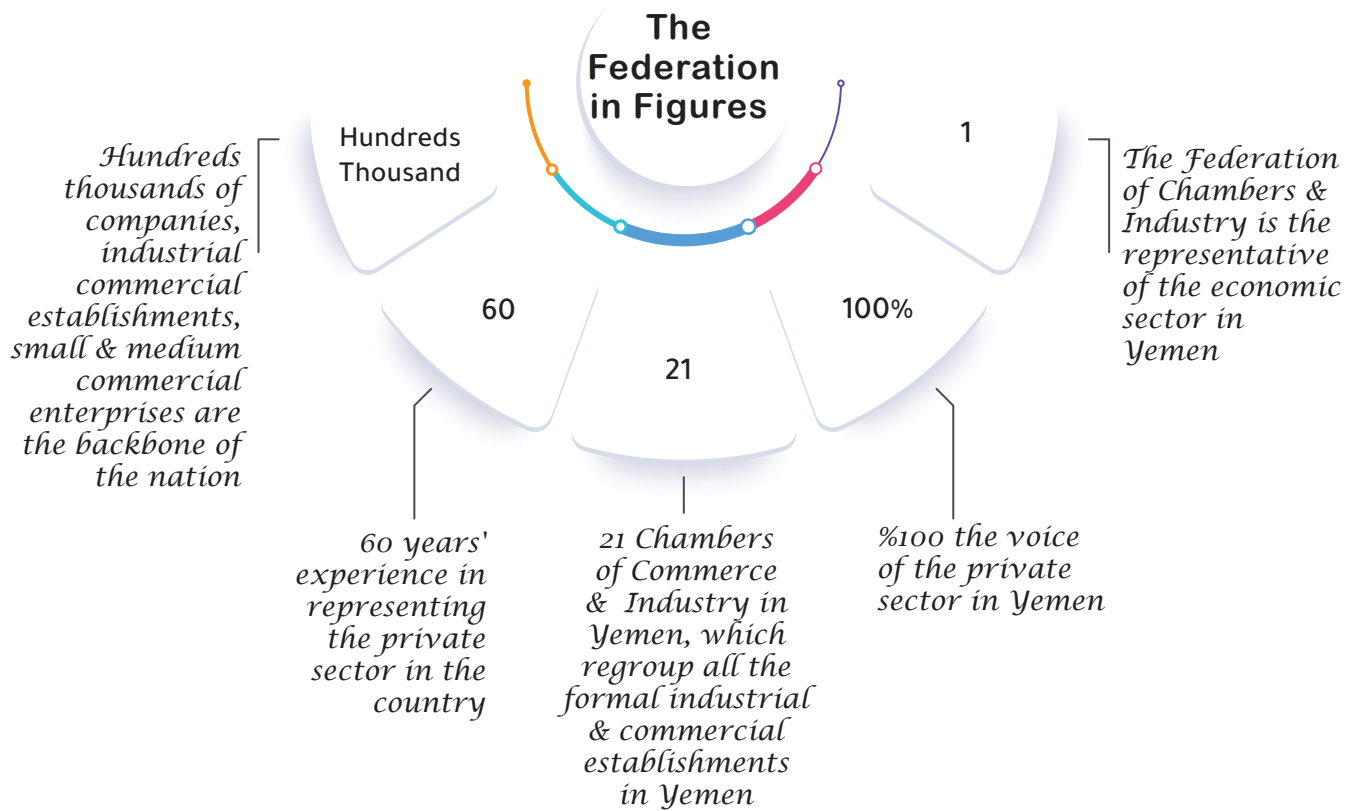 The
Federation
in Figures
Hundreds
Thousand
Hundreds
thousands of
companies,
industrial
commercial
establishments,
small & medium
commercial
enterprises are
the backbone of
the nation
60
60 years'
experience in
representing
the private
sector in the
country
21
21 Chambers
of Commerce
& Industry in
Yemen, which
regroup all the
formal industrial
& commercial
establishments
in Yemen
100%
%100 the voice
of the private
sector in Yemen
1
The Federation
of Chambers &
Industry is the
representative
of the economic
sector in
Yemen